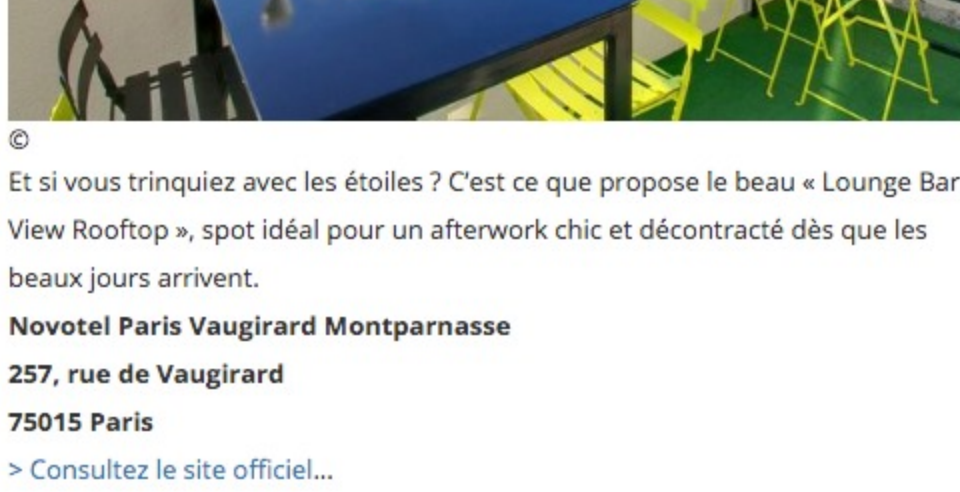 ©
Et si vous trinquiez avec les étoiles ? C'est ce que propose le beau « Lounge Bar
View Rooftop », spot idéal pour un afterwork chic et décontracté dès que les
beaux jours arrivent.
Novotel Paris Vaugirard Montparnasse
257, rue de Vaugirard
75015 Paris
> Consultez le site officiel...